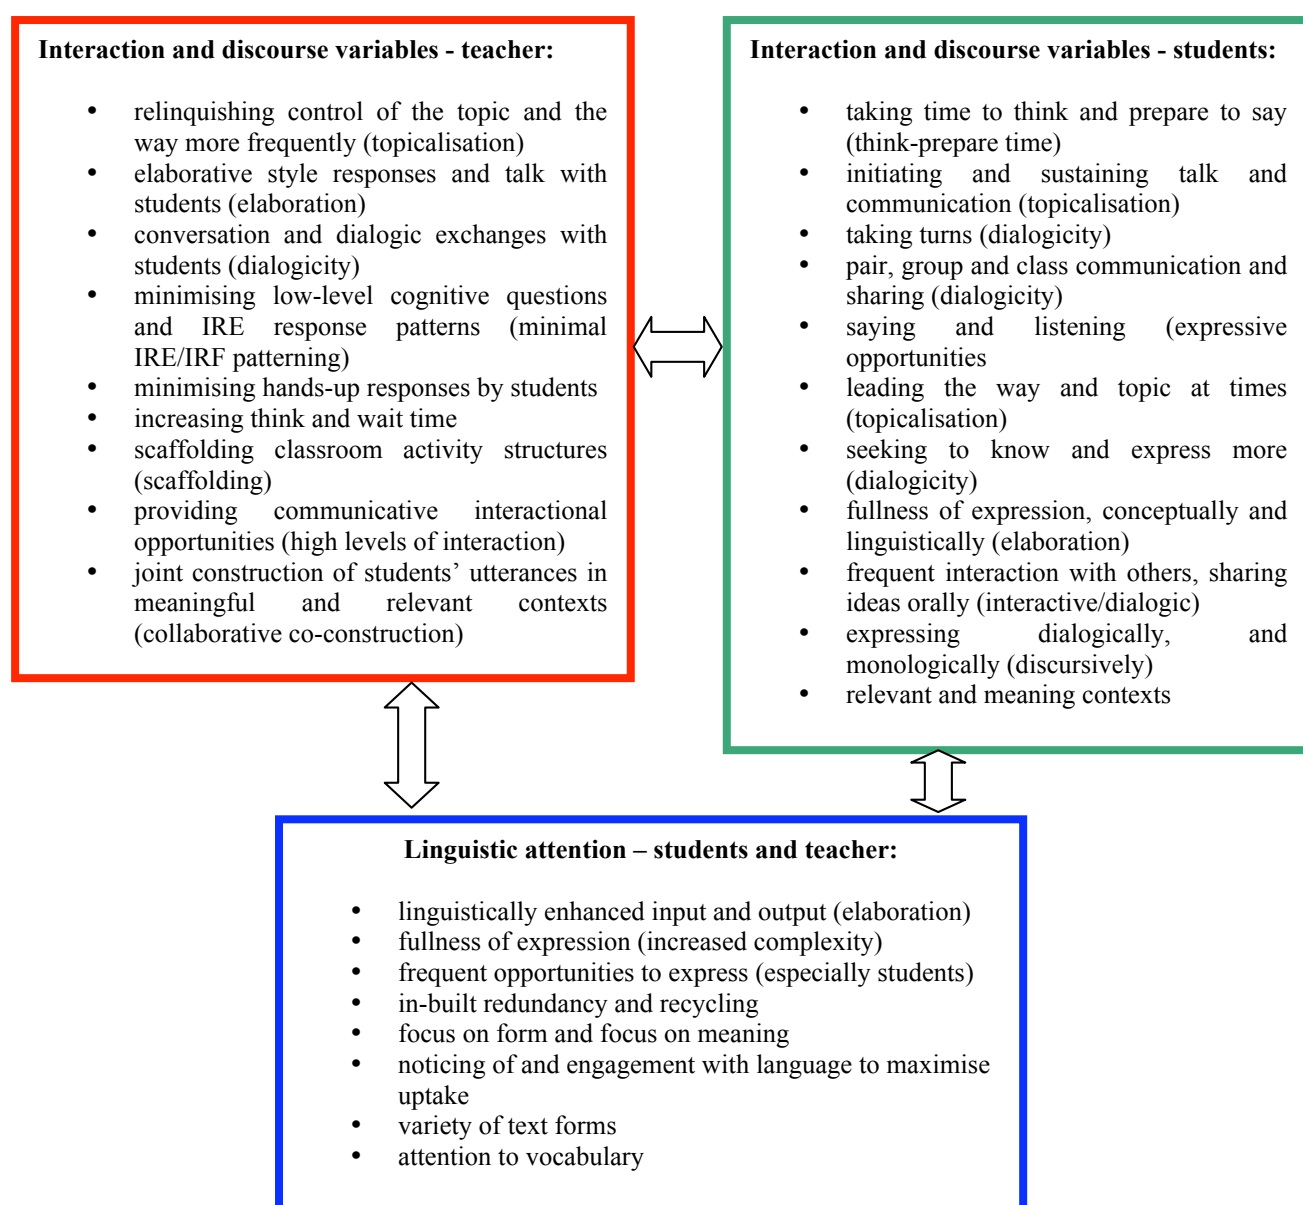 Interaction and discourse variables - teacher:
• relinquishing control of the topic and the
way more frequently (topicalisation)
• elaborative style responses and talk with
students (elaboration)
• conversation and dialogic exchanges with
students (dialogicity)
• minimising low-level cognitive questions
and IRE response patterns (minimal
IRE/IRF patterning)
• minimising hands-up responses by students
• increasing think and wait time
• scaffolding classroom activity structures
(scaffolding)
• providing communicative interactional
opportunities (high levels of interaction)
• joint construction of students’ utterances in
meaningful and relevant contexts
(collaborative co-construction)
Interaction and discourse variables - students:
• taking time to think and prepare to say
(think-prepare time)
• initiating and sustaining talk and
communication (topicalisation)
• taking turns (dialogicity)
• pair, group and class communication and
sharing (dialogicity)
• saying and listening (expressive
opportunities
• leading the way and topic at times
(topicalisation)
• seeking to know and express more
(dialogicity)
• fullness of expression, conceptually and
linguistically (elaboration)
• frequent interaction with others, sharing
ideas orally (interactive/dialogic)
• expressing dialogically, and
monologically (discursively)
• relevant and meaning contexts
Linguistic attention – students and teacher:
• linguistically enhanced input and output (elaboration)
• fullness of expression (increased complexity)
• frequent opportunities to express (especially students)
• in-built redundancy and recycling
• focus on form and focus on meaning
• noticing of and engagement with language to maximise
uptake
• variety of text forms
• attention to vocabulary